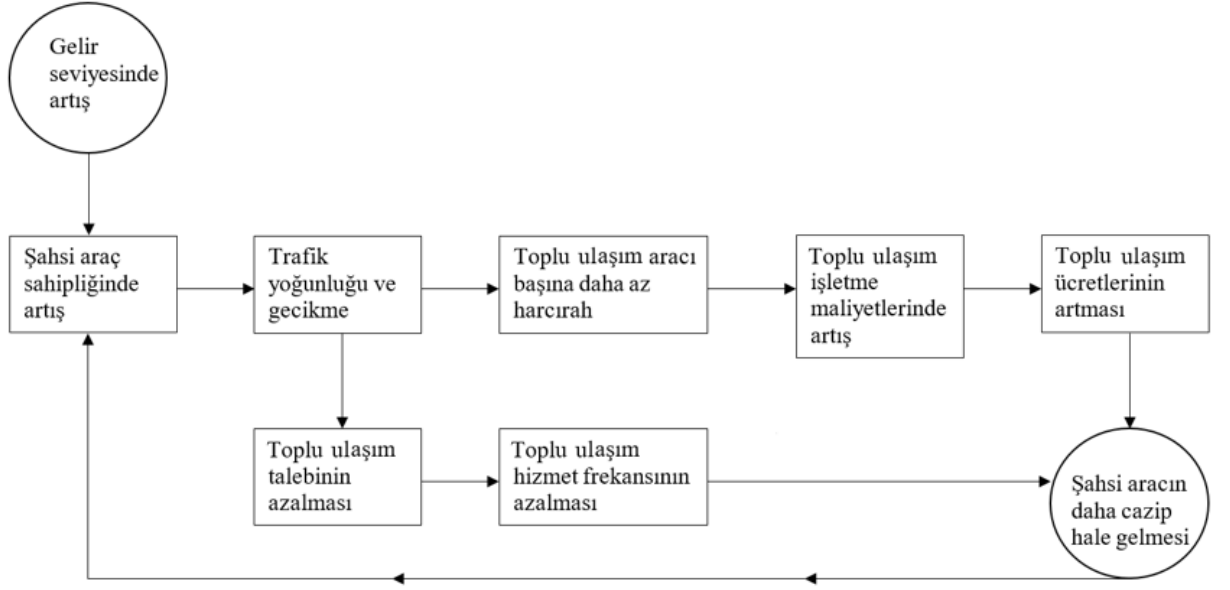 Gelir
seviyesinde
artış
Şahsi araç
sahipliğinde
artış
Trafik
yoğunluğu ve
gecikme
Toplu ulaşım aracı
başına daha az
harcırah
Toplu ulaşım
işletme
maliyetlerinde
artış
Toplu ulaşım
ücretlerinin
artması
Toplu ulaşım
talebinin
azalması
Toplu ulaşım
hizmet frekansının
azalması
Şahsi aracın
daha cazip
hale gelmesi